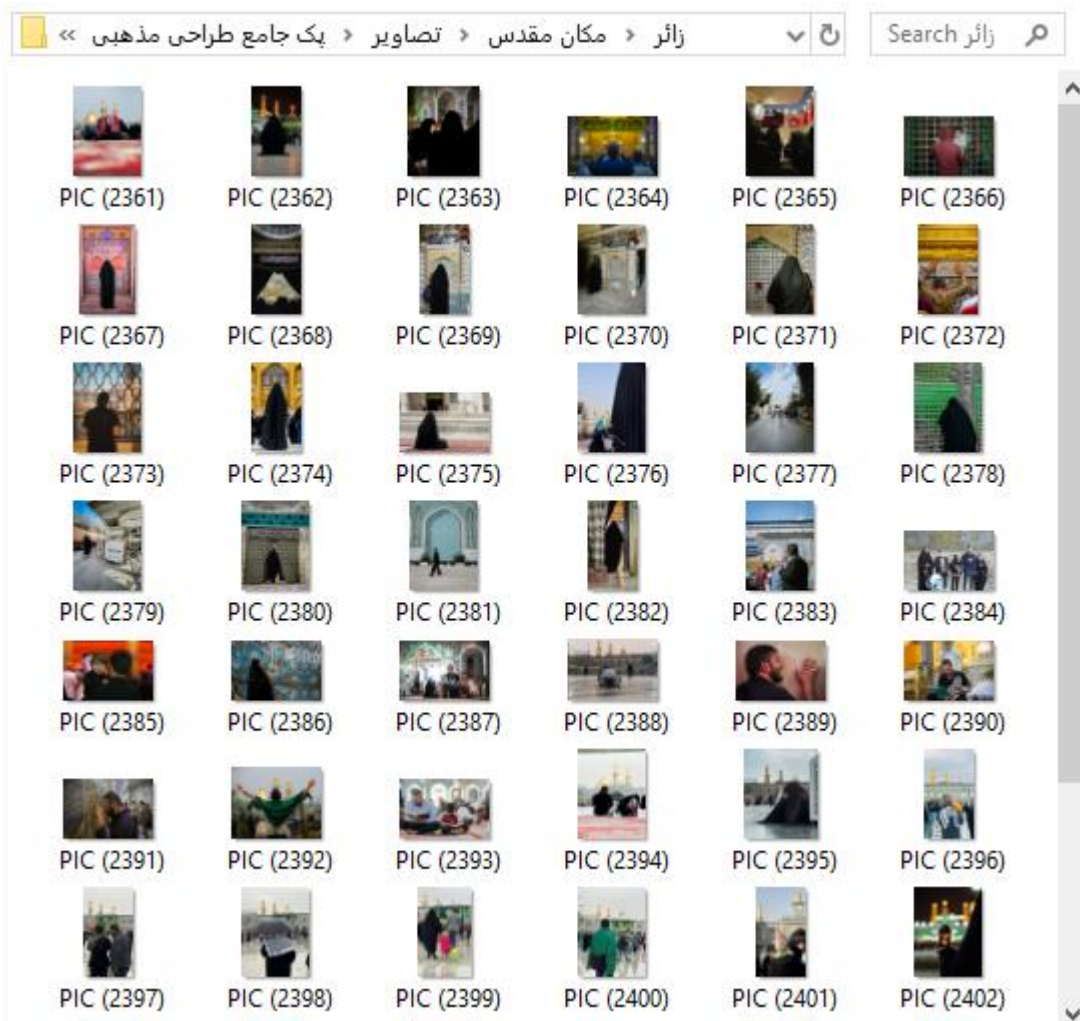 « پک جامع طراحی مذهبی › تصاویر › مکان مقدس › زائر
Search زائر
PIC (2361) PIC (2362) PIC (2363) PIC (2364) PIC (2365) PIC (2366)
PIC (2367) PIC (2368) PIC (2369) PIC (2370) PIC (2371) PIC (2372)
PIC (2373) PIC (2374) PIC (2375) PIC (2376) PIC (2377) PIC (2378)
PIC (2379) PIC (2380) PIC (2381) PIC (2382) PIC (2383) PIC (2384)
PIC (2385) PIC (2386) PIC (2387) PIC (2388) PIC (2389) PIC (2390)
PIC (2391) PIC (2392) PIC (2393) PIC (2394) PIC (2395) PIC (2396)
PIC (2397) PIC (2398) PIC (2399) PIC (2400) PIC (2401) PIC (2402)